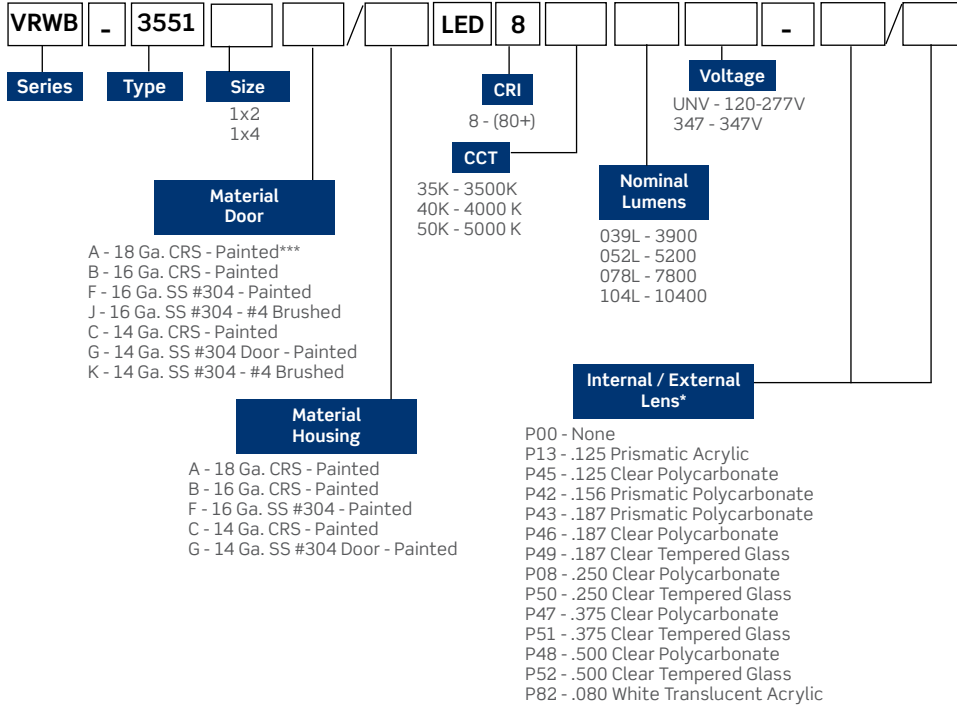 VRWB - 3551 / LED 8 - /
Series Type Size
1x2
1x4
CRI
8 - (80+)
Voltage
UNV - 120-277V
347 - 347V
CCT
35K - 3500K
40K - 4000 K
50K - 5000 K
Nominal
Lumens
039L - 3900
052L - 5200
078L - 7800
104L - 10400
Material
Door
A - 18 Ga. CRS - Painted***
B - 16 Ga. CRS - Painted
F - 16 Ga. SS #304 - Painted
J - 16 Ga. SS #304 - #4 Brushed
C - 14 Ga. CRS - Painted
G - 14 Ga. SS #304 Door - Painted
K - 14 Ga. SS #304 - #4 Brushed
Material
Housing
A - 18 Ga. CRS - Painted
B - 16 Ga. CRS - Painted
F - 16 Ga. SS #304 - Painted
C - 14 Ga. CRS - Painted
G - 14 Ga. SS #304 Door - Painted
Internal / External
Lens*
P00 - None
P13 - .125 Prismatic Acrylic
P45 - .125 Clear Polycarbonate
P42 - .156 Prismatic Polycarbonate
P43 - .187 Prismatic Polycarbonate
P46 - .187 Clear Polycarbonate
P49 - .187 Clear Tempered Glass
P08 - .250 Clear Polycarbonate
P50 - .250 Clear Tempered Glass
P47 - .375 Clear Polycarbonate
P51 - .375 Clear Tempered Glass
P48 - .500 Clear Polycarbonate
P52 - .500 Clear Tempered Glass
P82 - .080 White Translucent Acrylic